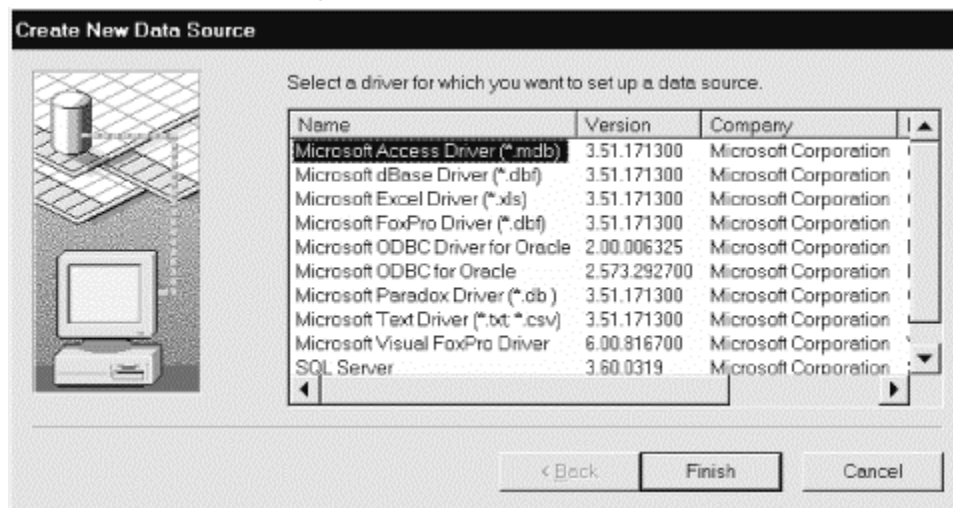 Create New Data Source
Select a driver for which you want to set up a data source.
Name Version Company
Microsoft Access Driver (*.mdb) 3.51.171300 Microsoft Corporation
Microsoft dBase Driver (*.dbf) 3.51.171300 Microsoft Corporation
Microsoft Excel Driver (*.xls) 3.51.171300 Microsoft Corporation
Microsoft FoxPro Driver (*.dbf) 3.51.171300 Microsoft Corporation
Microsoft ODBC Driver for Oracle 2.00.006325 Microsoft Corporation
Microsoft ODBC for Oracle 2.573.292700 Microsoft Corporation
Microsoft Paradox Driver (*.db ) 3.51.171300 Microsoft Corporation
Microsoft Text Driver (*.txt; *.csv) 3.51.171300 Microsoft Corporation
Microsoft Visual FoxPro Driver 6.00.816700 Microsoft Corporation
SQL Server 3.60.0319 Microsoft Corporation
< Back Finish Cancel